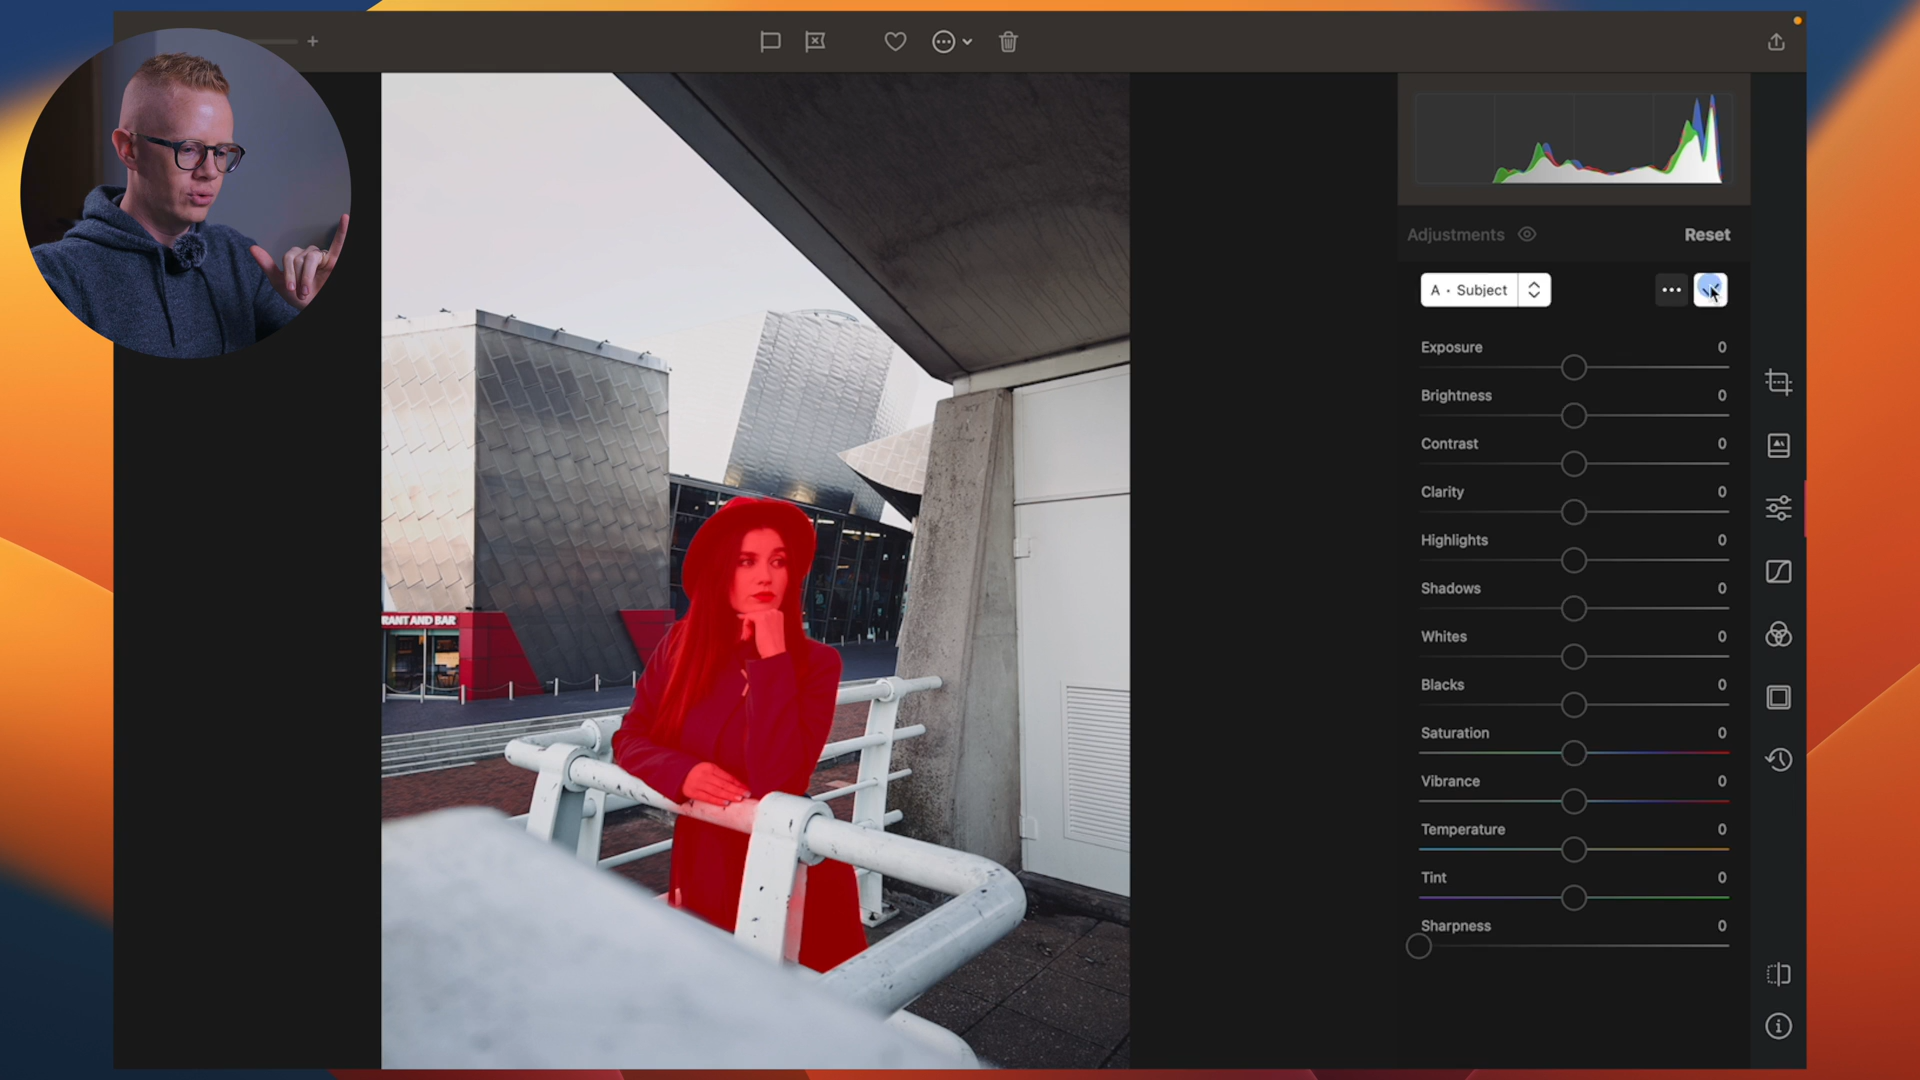 Adjustments
Reset
A • Subject
Exposure 0
Brightness 0
Contrast 0
Clarity 0
Highlights 0
Shadows 0
Whites 0
Blacks 0
Saturation 0
Vibrance 0
Temperature 0
Tint 0
Sharpness 0
RANT AND BAR